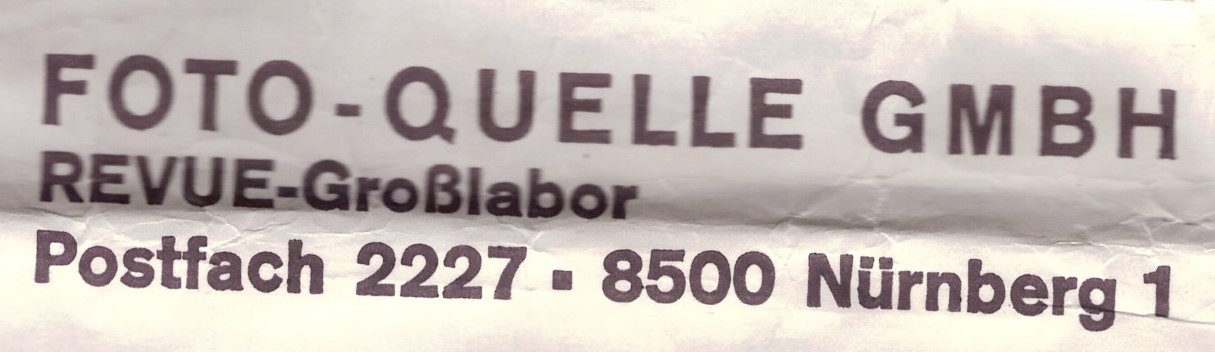 FOTO-QUELLE GMBH
REVUE-Großlabor
Postfach 2227 ▪ 8500 Nürnberg 1